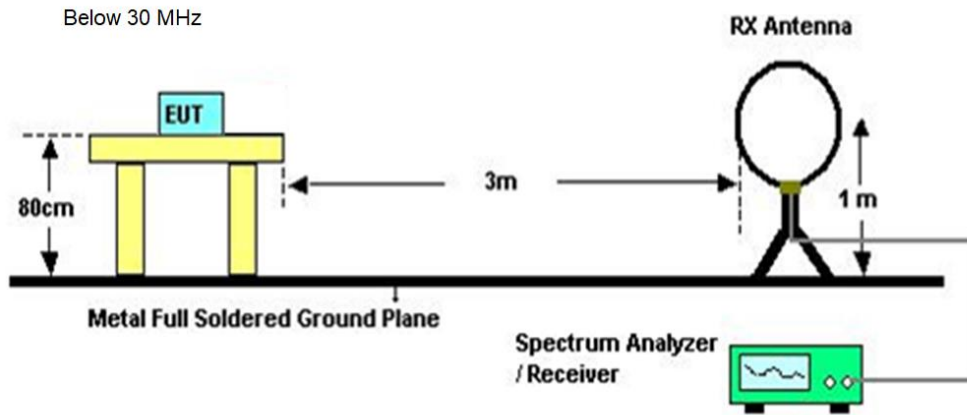 Below 30 MHz
RX Antenna
EUT
80cm
3m
1 m
Metal Full Soldered Ground Plane
Spectrum Analyzer
/ Receiver